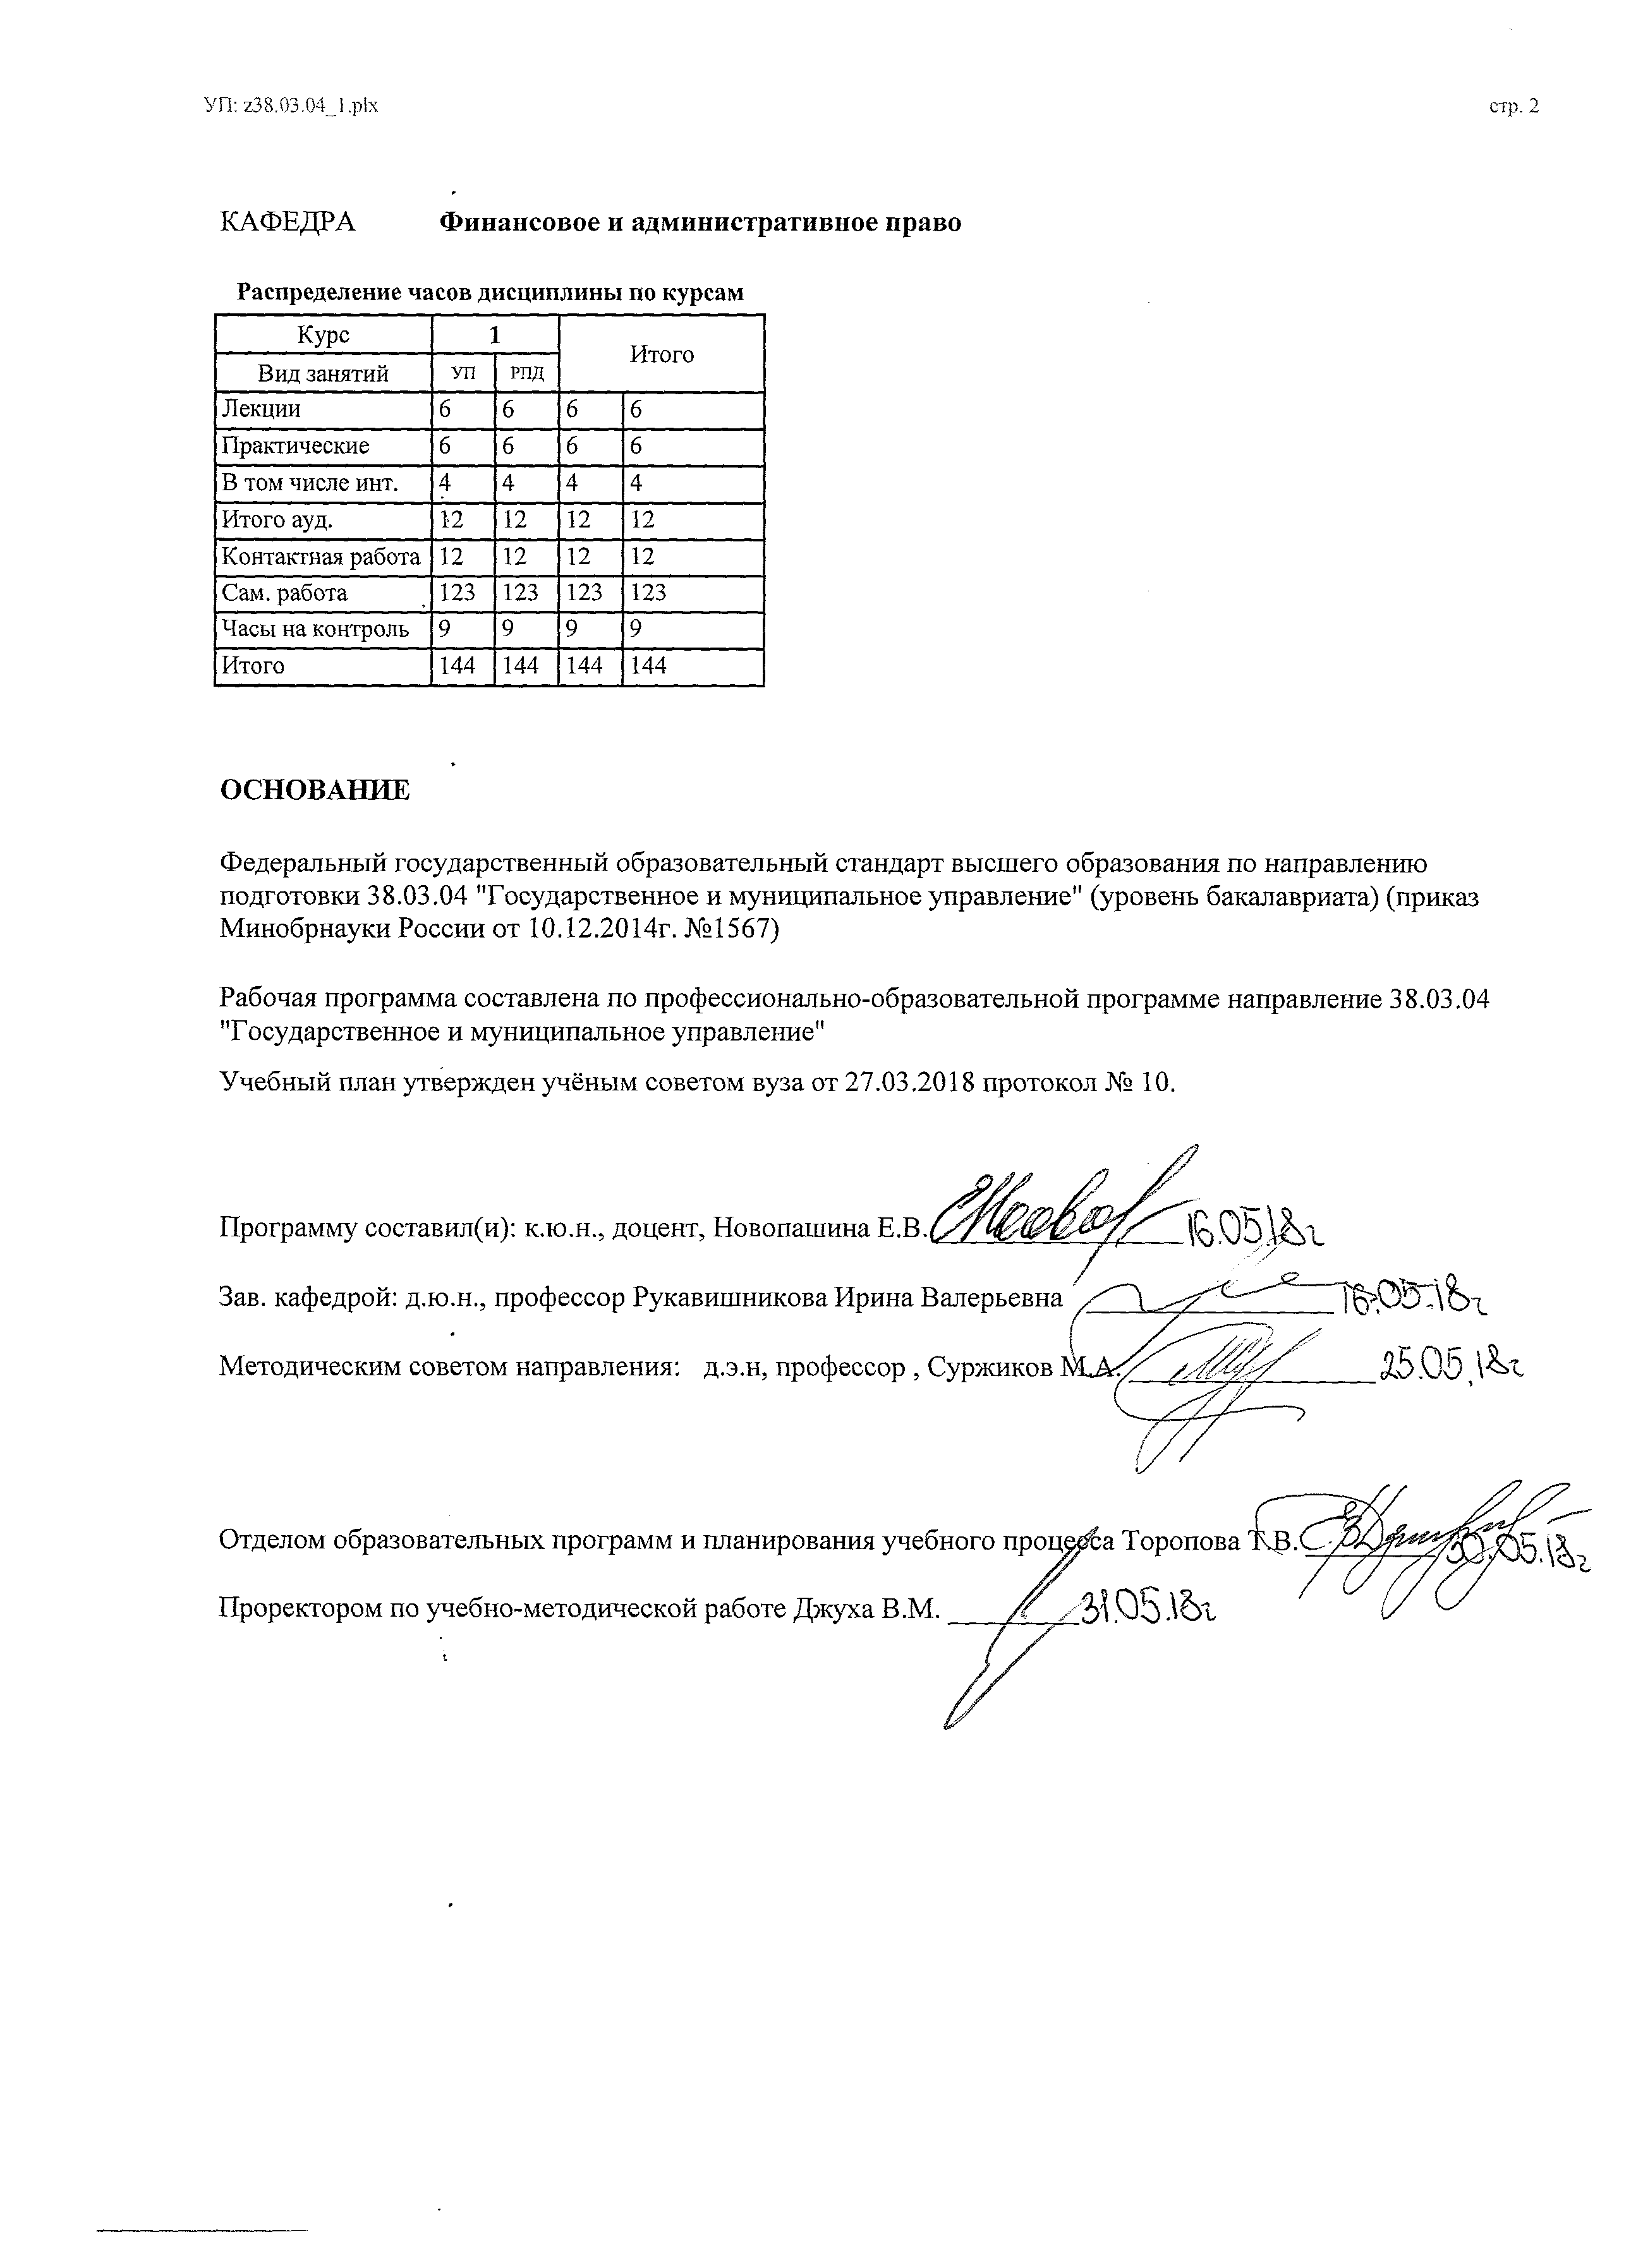 УП: z38.03.04_1.plx стр. 2
КАФЕДРА Финансовое и административное право
Распределение часов дисциплины по курсам
Курс 1 Итого
Вид занятий УП РПД
Лекции 6 6 6 6
Практические 6 6 6 6
В том числе инт. 4 4 4 4
Итого ауд. 12 12 12 12
Контактная работа 12 12 12 12
Сам. работа 123 123 123 123
Часы на контроль 9 9 9 9
Итого 144 144 144 144
ОСНОВАНИЕ
Федеральный государственный образовательный стандарт высшего образования по направлению
подготовки 38.03.04 "Государственное и муниципальное управление" (уровень бакалавриата) (приказ
Минобрнауки России от 10.12.2014г. №1567)
Рабочая программа составлена по профессионально-образовательной программе направление 38.03.04
"Государственное и муниципальное управление"
Учебный план утвержден учёным советом вуза от 27.03.2018 протокол № 10.
Программу составил(и): к.ю.н., доцент, Новопашина Е.В. 16.05.18г
Зав. кафедрой: д.ю.н., профессор Рукавишникова Ирина Валерьевна 16.05.18г
Методическим советом направления: д.э.н, профессор , Суржиков М.А. 25.05.18г
Отделом образовательных программ и планирования учебного процесса Торопова Т.В. 30.05.18г
Проректором по учебно-методической работе Джуха В.М. 31.05.18г